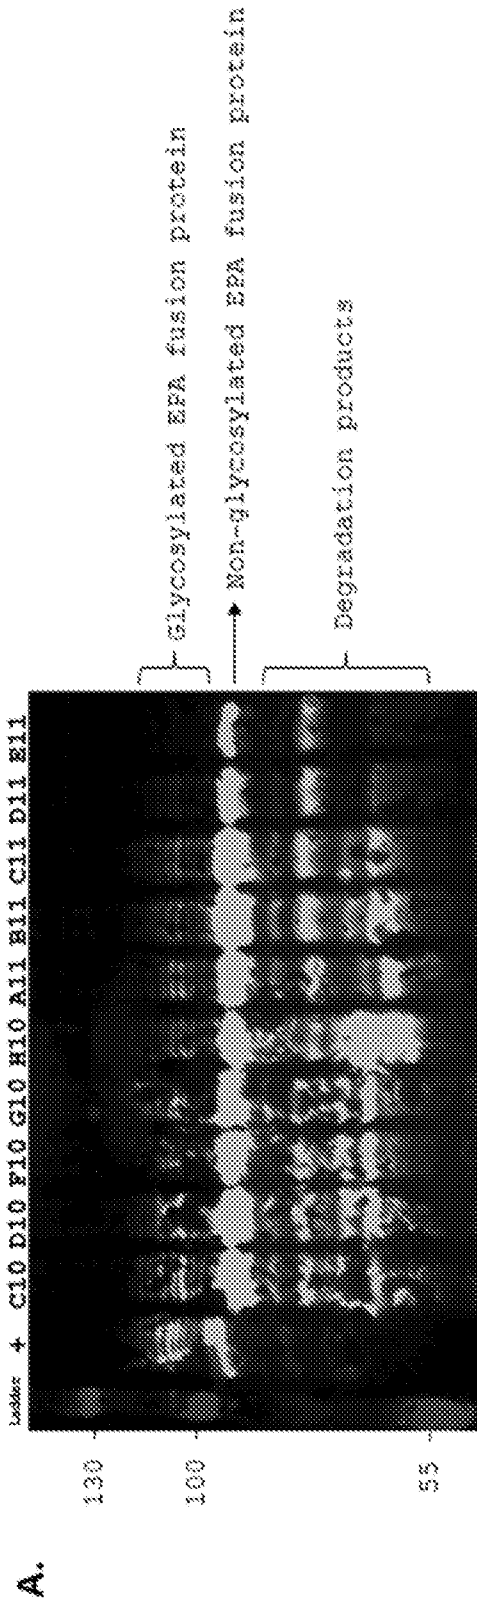 A.
Ladder + C10 D10 F10 G10 H10 A11 B11 C11 D11 E11
130
100
55
Glycosylated EPA fusion protein
Non-glycosylated EPA fusion protein
Degradation products